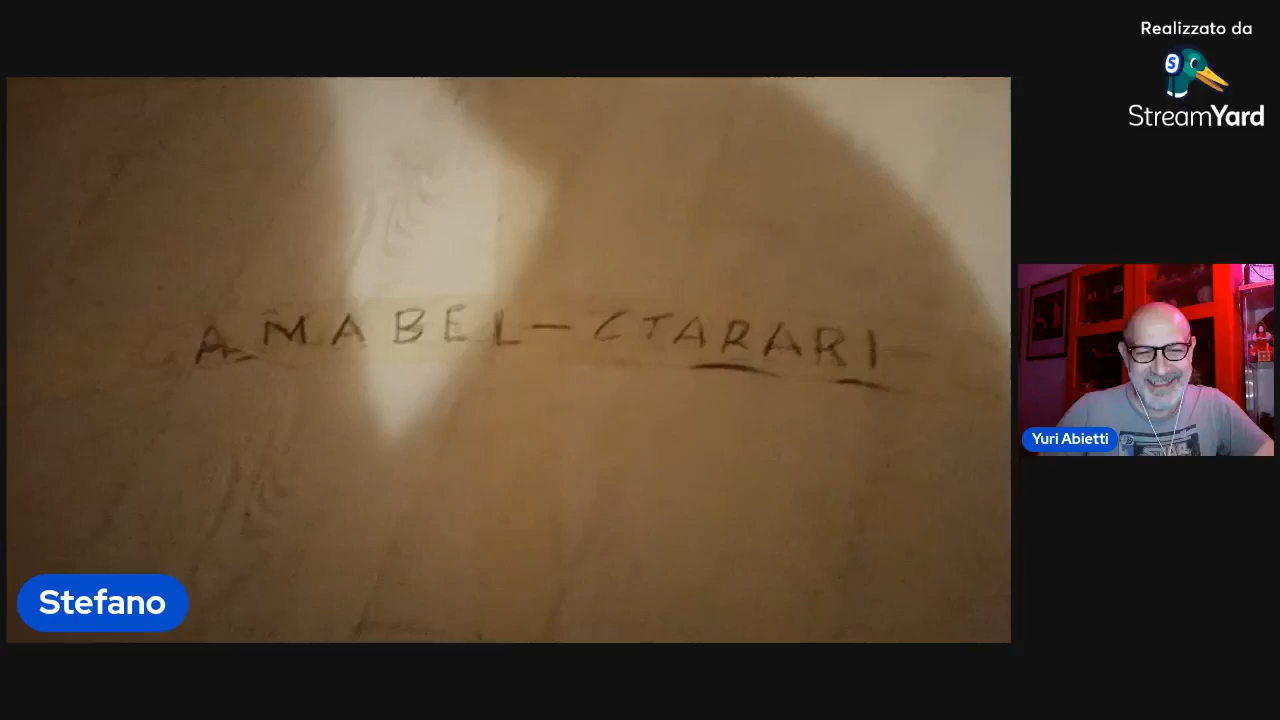 Realizzato da
StreamYard
AMABEL-CTARARI
Yuri Abietti
Stefano